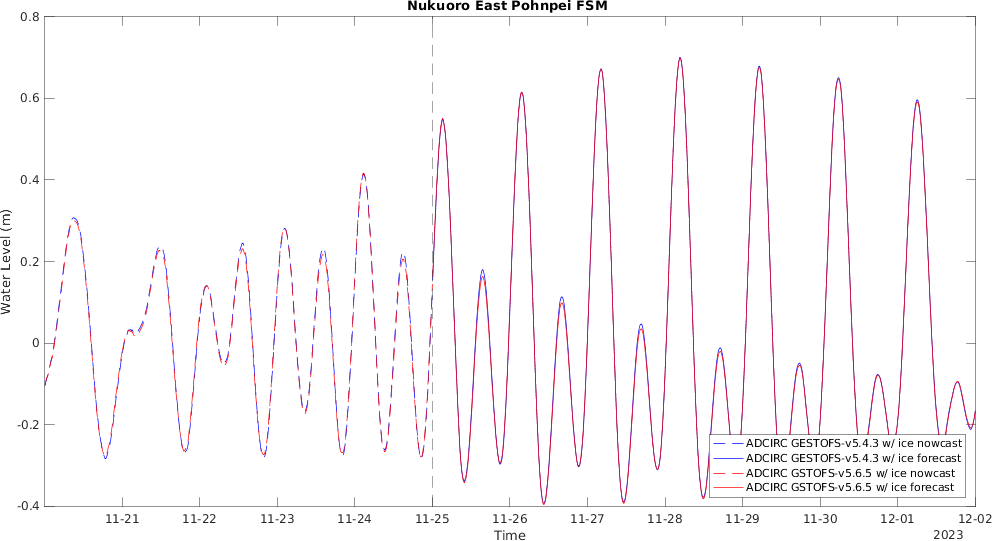 Nukuoro East Pohnpei FSM
0.8
0.6
0.4
0.2
0
-0.2
-0.4
Water Level (m)
ADCIRC GESTOFS-v5.4.3 w/ ice nowcast
ADCIRC GESTOFS-v5.4.3 w/ ice forecast
ADCIRC GSTOFS-v5.6.5 w/ ice nowcast
ADCIRC GSTOFS-v5.6.5 w/ ice forecast
11-21 11-22 11-23 11-24 11-25 11-26 11-27 11-28 11-29 11-30 12-01 12-02
Time
2023